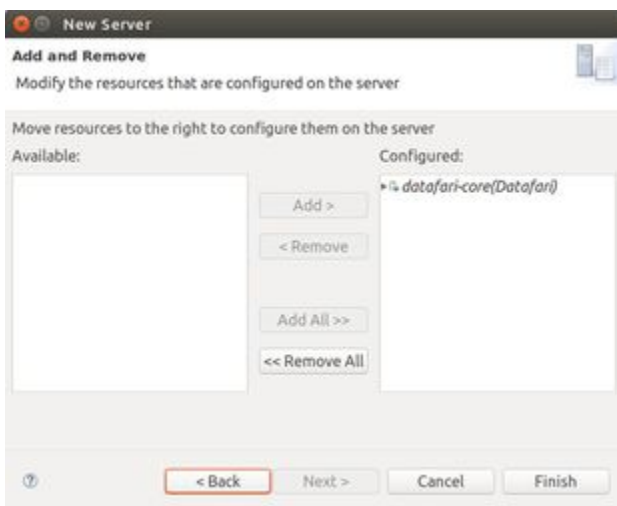 New Server
Add and Remove
Modify the resources that are configured on the server
Move resources to the right to configure them on the server
Available:
Configured:
datafari-core(Datafari)
Add >
< Remove
Add All >>
<< Remove All
?
< Back
Next >
Cancel
Finish